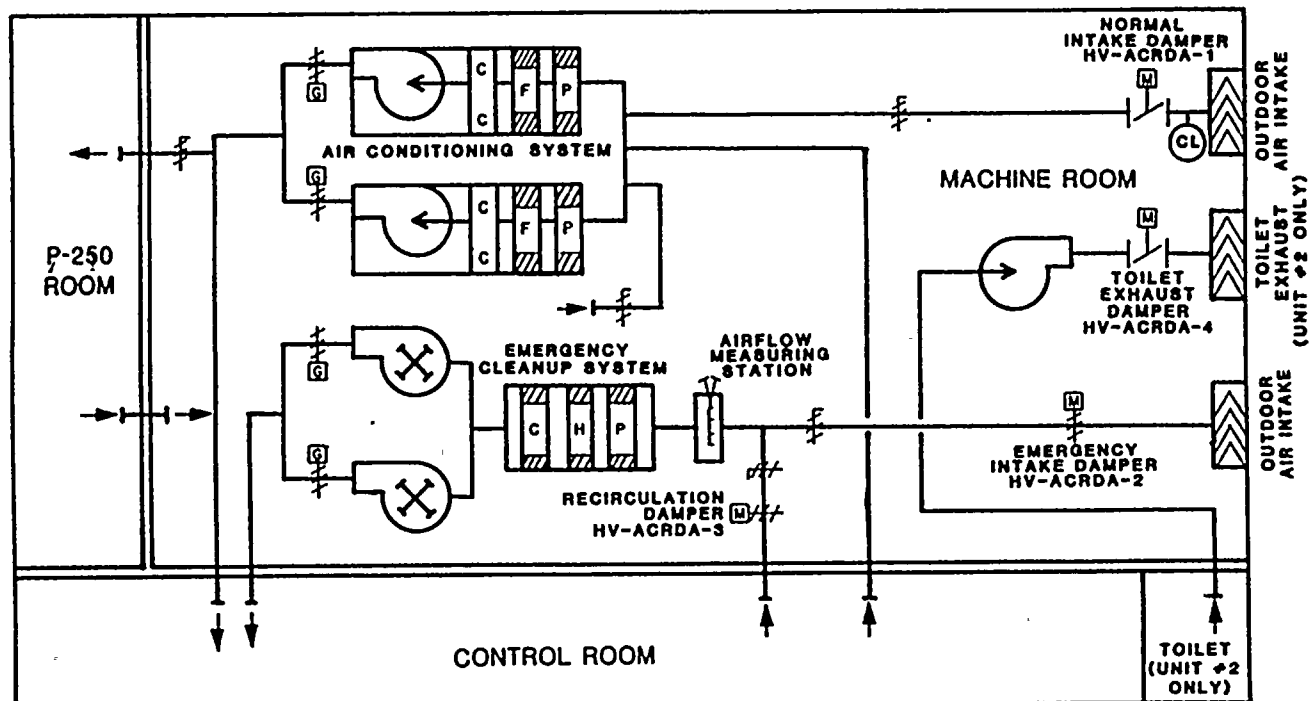 NORMAL
INTAKE DAMPER
HV-ACRDA-1
M
CL
OUTDOOR
AIR INTAKE
G
C
C
F
P
AIR CONDITIONING SYSTEM
G
C
C
F
P
MACHINE ROOM
M
TOILET
EXHAUST
DAMPER
HV-ACRDA-4
TOILET
EXHAUST
(UNIT #2 ONLY)
P-250
ROOM
G
EMERGENCY
CLEANUP SYSTEM
C
H
P
AIRFLOW
MEASURING
STATION
G
M
EMERGENCY
INTAKE DAMPER
HV-ACRDA-2
OUTDOOR
AIR INTAKE
RECIRCULATION
DAMPER
HV-ACRDA-3
M
CONTROL ROOM
TOILET
(UNIT #2
ONLY)